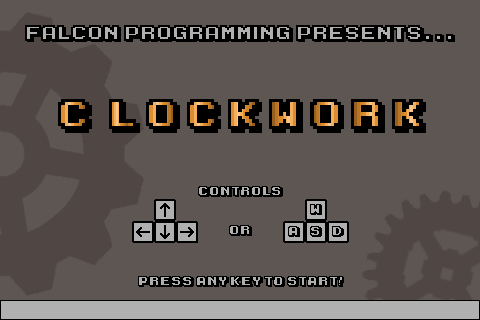 FALCON PROGRAMMING PRESENTS...
CLOCKWORK
CONTROLS
↑ W
←↓→ OR A S D
PRESS ANY KEY TO START!